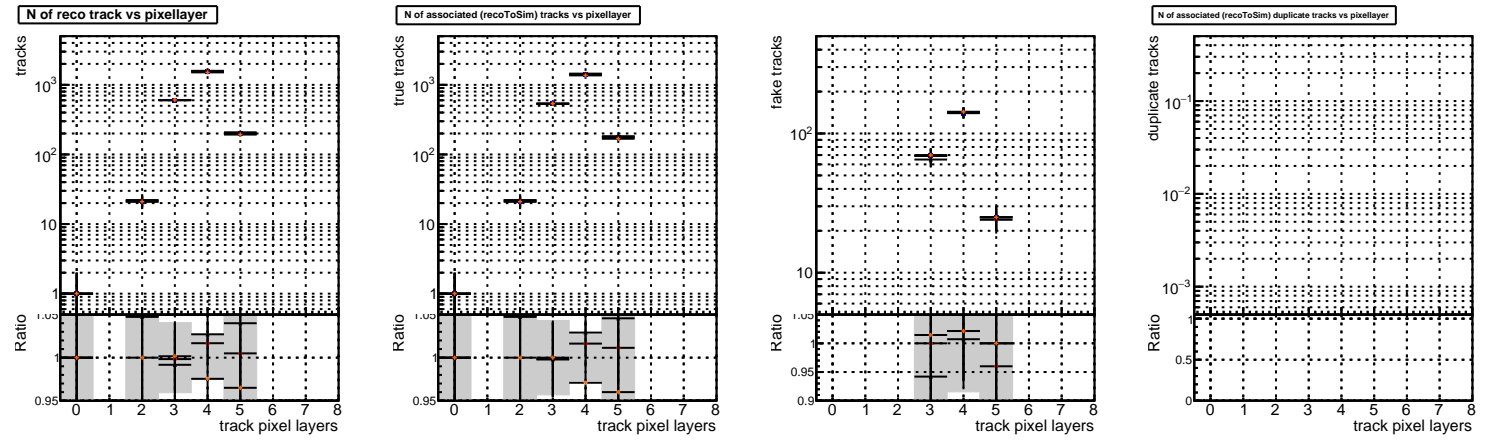 N of reco track vs pixellayer
tracks
10³
10²
10
1
Ratio
1.05
1
0.95
0 1 2 3 4 5 6 7 8
track pixel layers
N of associated (recoToSim) tracks vs pixellayer
true tracks
10³
10²
10
1
Ratio
1.05
1
0.95
0 1 2 3 4 5 6 7 8
track pixel layers
fake tracks
10²
10
Ratio
1.05
1
0.95
0.9
0 1 2 3 4 5 6 7 8
track pixel layers
N of associated (recoToSim) duplicate tracks vs pixellayer
duplicate tracks
10⁻¹
10⁻²
10⁻³
Ratio
1
0.5
0
0 1 2 3 4 5 6 7 8
track pixel layers